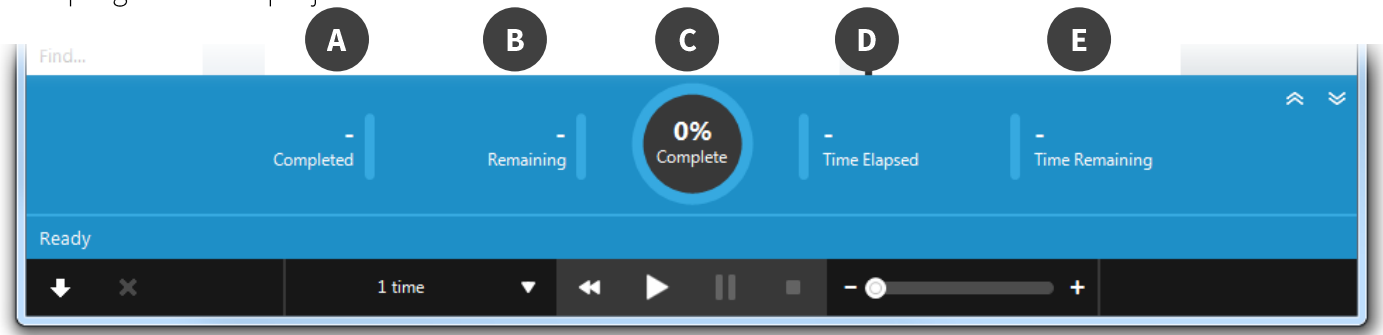 Find...
A B C D E
- - 0% - -
Completed Remaining Complete Time Elapsed Time Remaining
Ready
1 time
- +